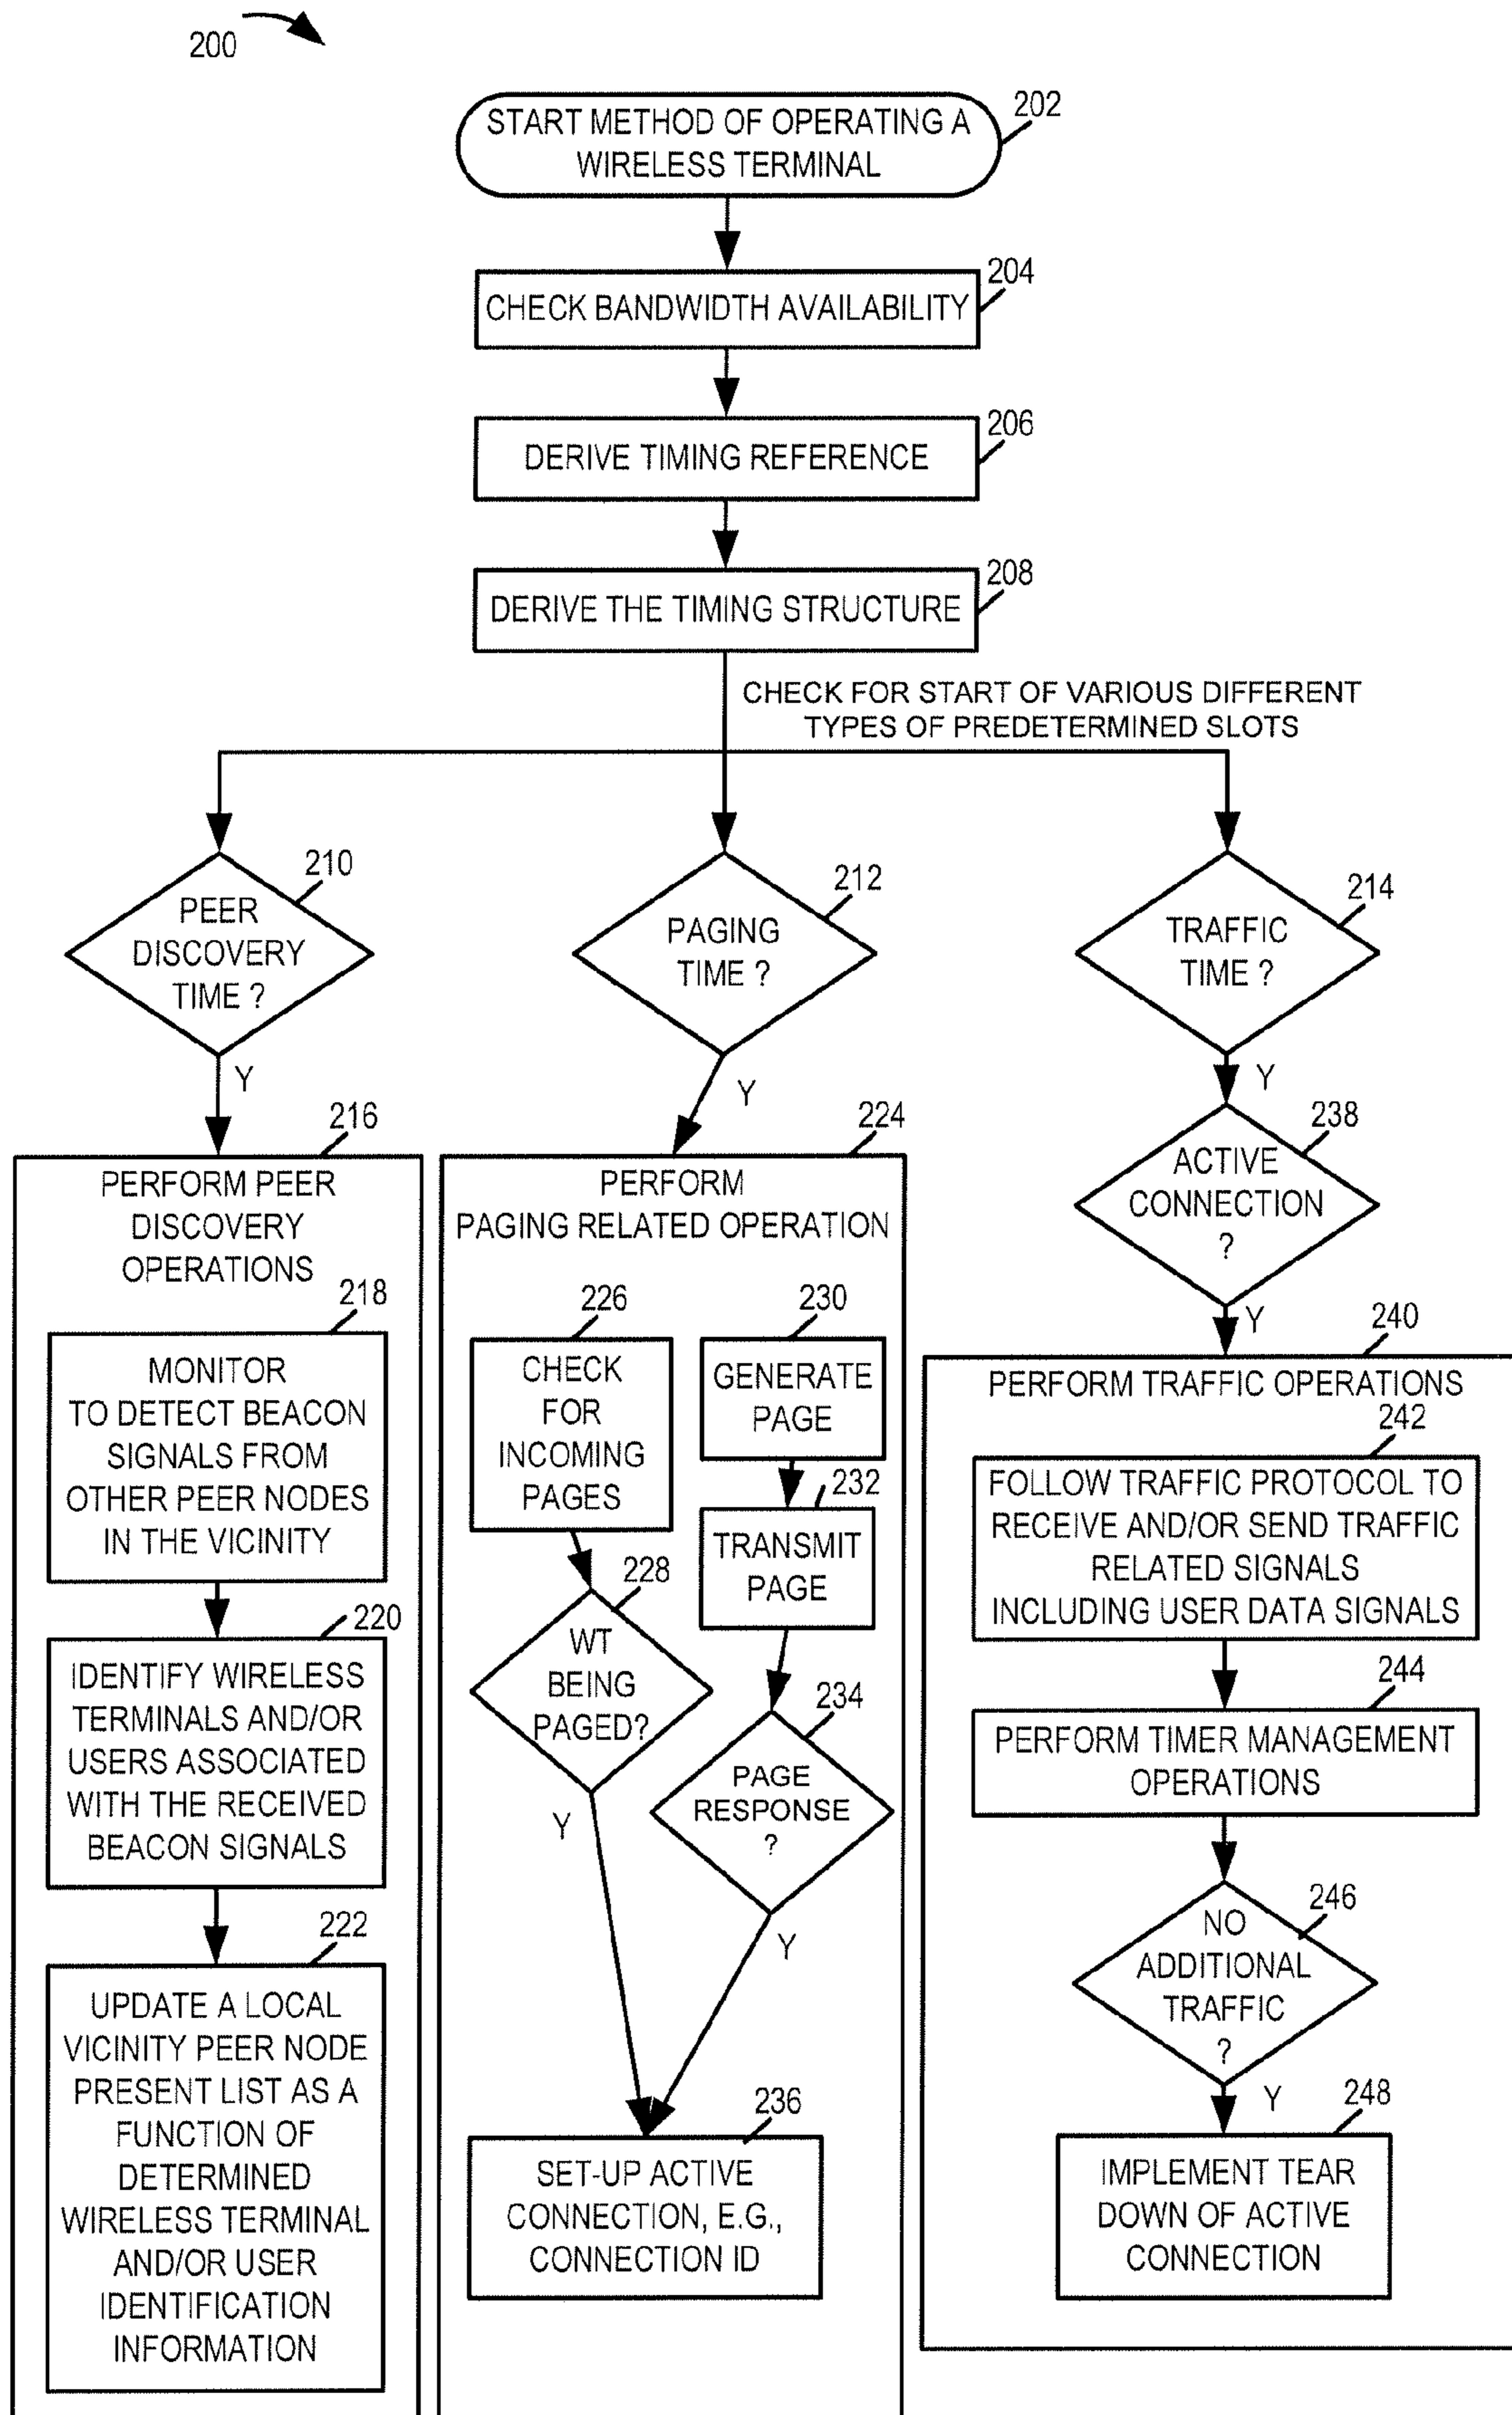 200
START METHOD OF OPERATING A
WIRELESS TERMINAL
202
CHECK BANDWIDTH AVAILABILITY
204
DERIVE TIMING REFERENCE
206
DERIVE THE TIMING STRUCTURE
208
CHECK FOR START OF VARIOUS DIFFERENT
TYPES OF PREDETERMINED SLOTS
210
PEER
DISCOVERY
TIME ?
Y
212
PAGING
TIME ?
Y
214
TRAFFIC
TIME ?
Y
216
PERFORM PEER
DISCOVERY
OPERATIONS
218
MONITOR
TO DETECT BEACON
SIGNALS FROM
OTHER PEER NODES
IN THE VICINITY
220
IDENTIFY WIRELESS
TERMINALS AND/OR
USERS ASSOCIATED
WITH THE RECEIVED
BEACON SIGNALS
222
UPDATE A LOCAL
VICINITY PEER NODE
PRESENT LIST AS A
FUNCTION OF
DETERMINED
WIRELESS TERMINAL
AND/OR USER
IDENTIFICATION
INFORMATION
224
PERFORM
PAGING RELATED OPERATION
226
CHECK
FOR
INCOMING
PAGES
228
WT
BEING
PAGED?
Y
230
GENERATE
PAGE
232
TRANSMIT
PAGE
234
PAGE
RESPONSE
?
Y
236
SET-UP ACTIVE
CONNECTION, E.G.,
CONNECTION ID
238
ACTIVE
CONNECTION
?
Y
240
PERFORM TRAFFIC OPERATIONS
242
FOLLOW TRAFFIC PROTOCOL TO
RECEIVE AND/OR SEND TRAFFIC
RELATED SIGNALS
INCLUDING USER DATA SIGNALS
244
PERFORM TIMER MANAGEMENT
OPERATIONS
246
NO
ADDITIONAL
TRAFFIC
?
Y
248
IMPLEMENT TEAR
DOWN OF ACTIVE
CONNECTION